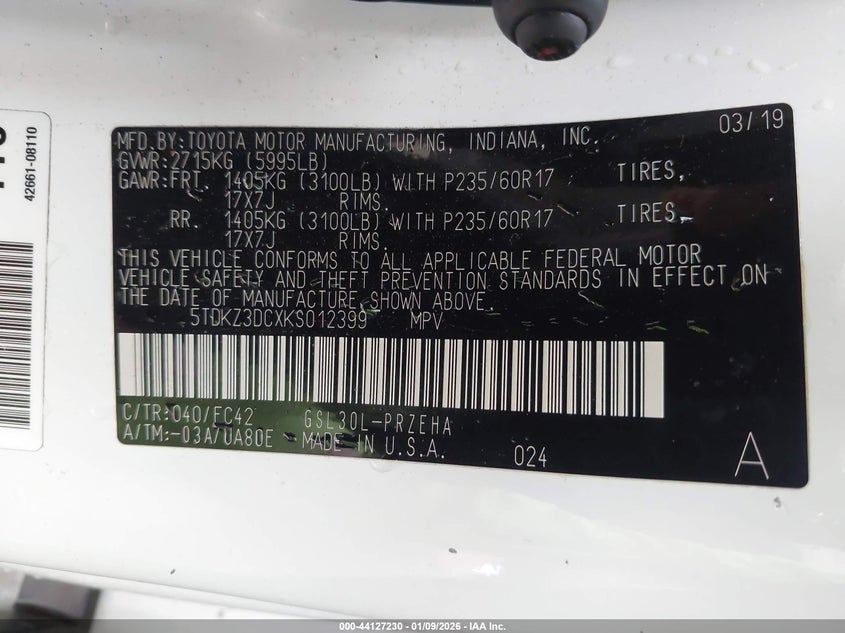 MFD.BY:TOYOTA MOTOR MANUFACTURING, INDIANA, INC. 03/19
GVWR:2715KG (5995LB)
GAWR:FRT. 1405KG (3100LB) WITH P235/60R17 TIRES,
17X7J RIMS.
RR. 1405KG (3100LB) WITH P235/60R17 TIRES,
17X7J RIMS.
THIS VEHICLE CONFORMS TO ALL APPLICABLE FEDERAL MOTOR
VEHICLE SAFETY AND THEFT PREVENTION STANDARDS IN EFFECT ON
THE DATE OF MANUFACTURE SHOWN ABOVE.
5TDKZ3DCXKS012399 MPV
C/TR:040/FC42 GSL30L-PRZEHA
A/TM:-03A/UA80E MADE IN U.S.A. 024 A
42661-08110
000-44127230 - 01/09/2026 - IAA Inc.